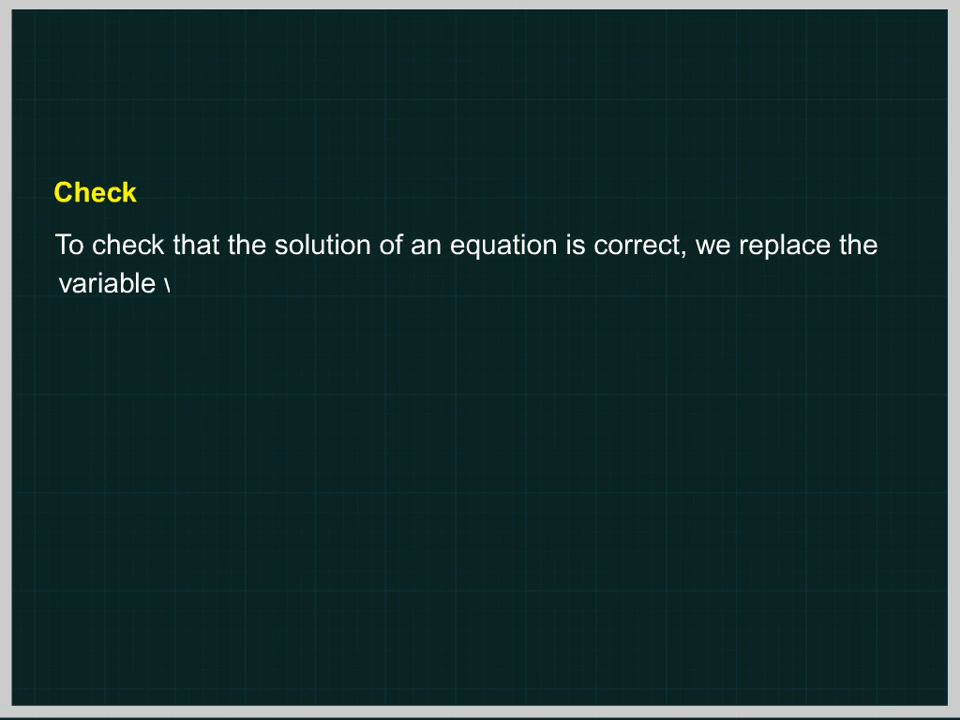 Check
To check that the solution of an equation is correct, we replace the
variable